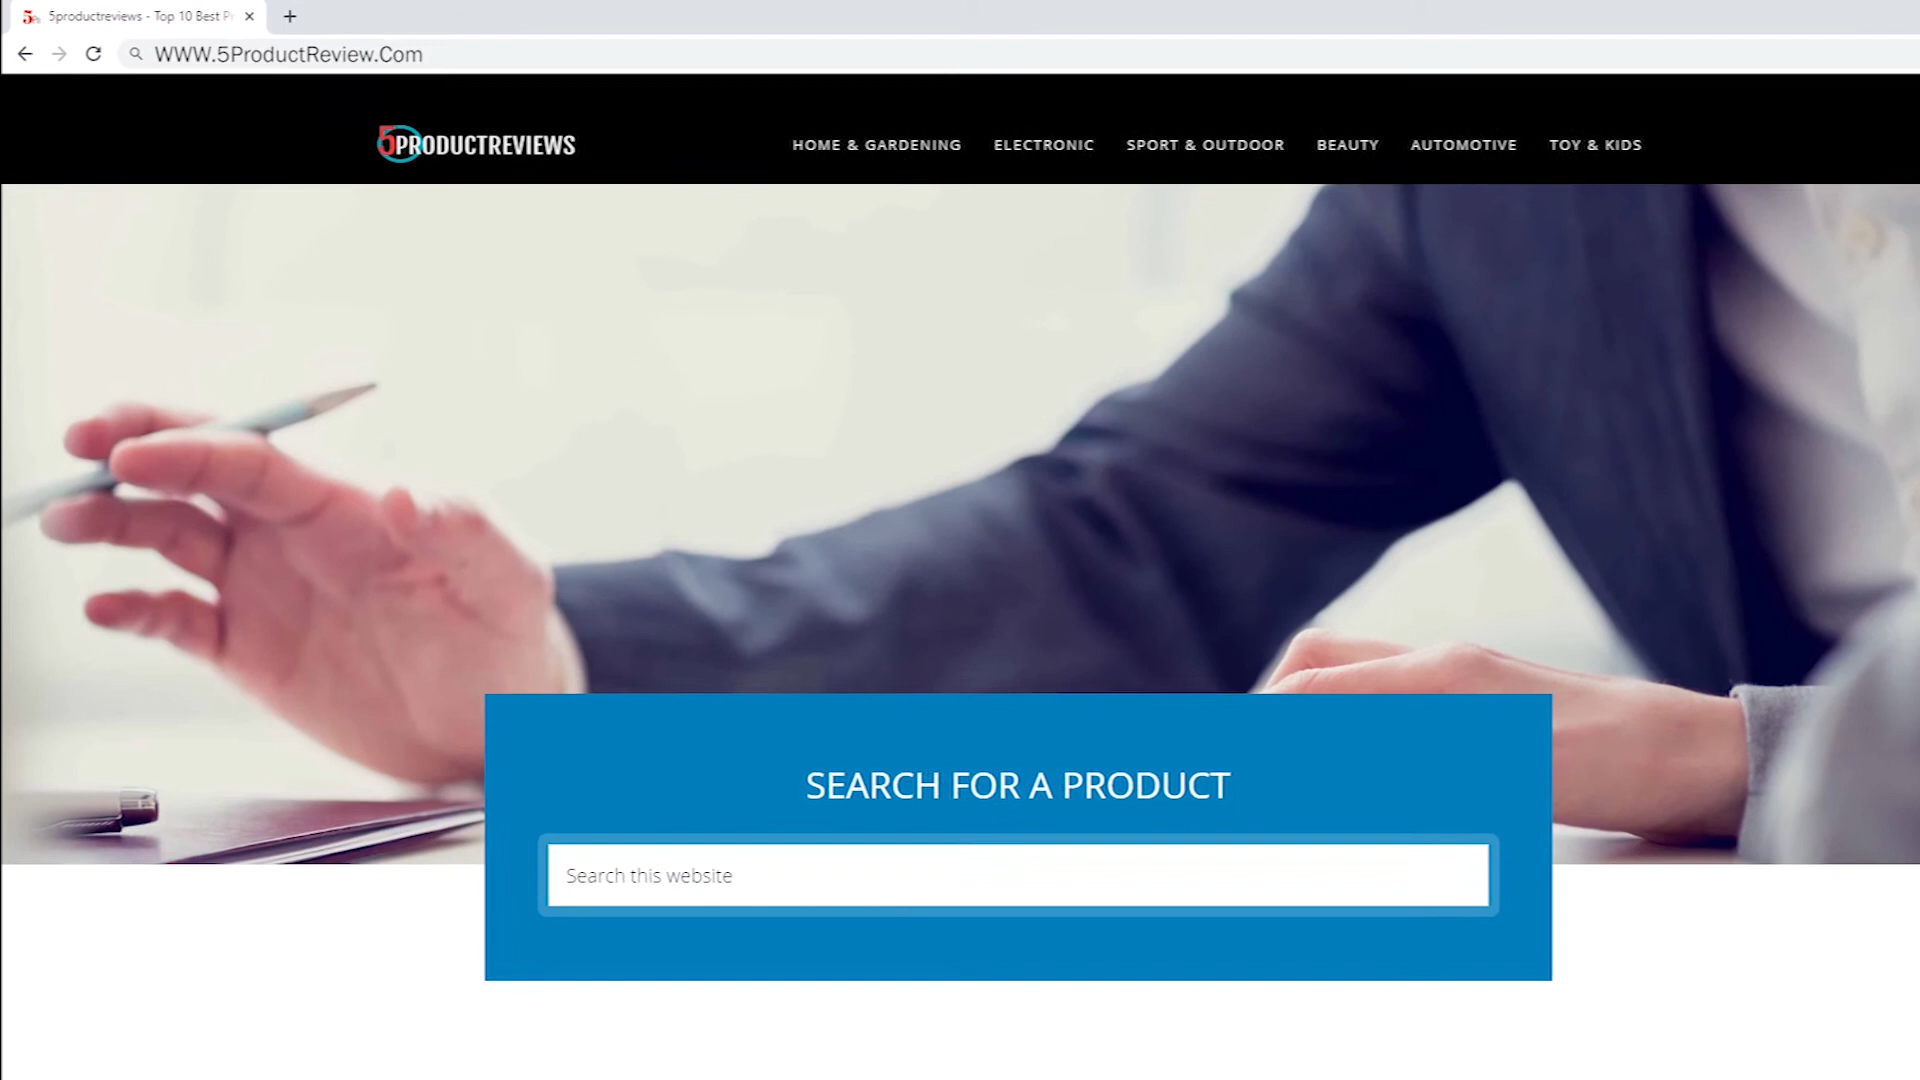 5productreviews - Top 10 Best Pr
WWW.5ProductReview.Com
5PRODUCTREVIEWS
HOME & GARDENING
ELECTRONIC
SPORT & OUTDOOR
BEAUTY
AUTOMOTIVE
TOY & KIDS
SEARCH FOR A PRODUCT
Search this website